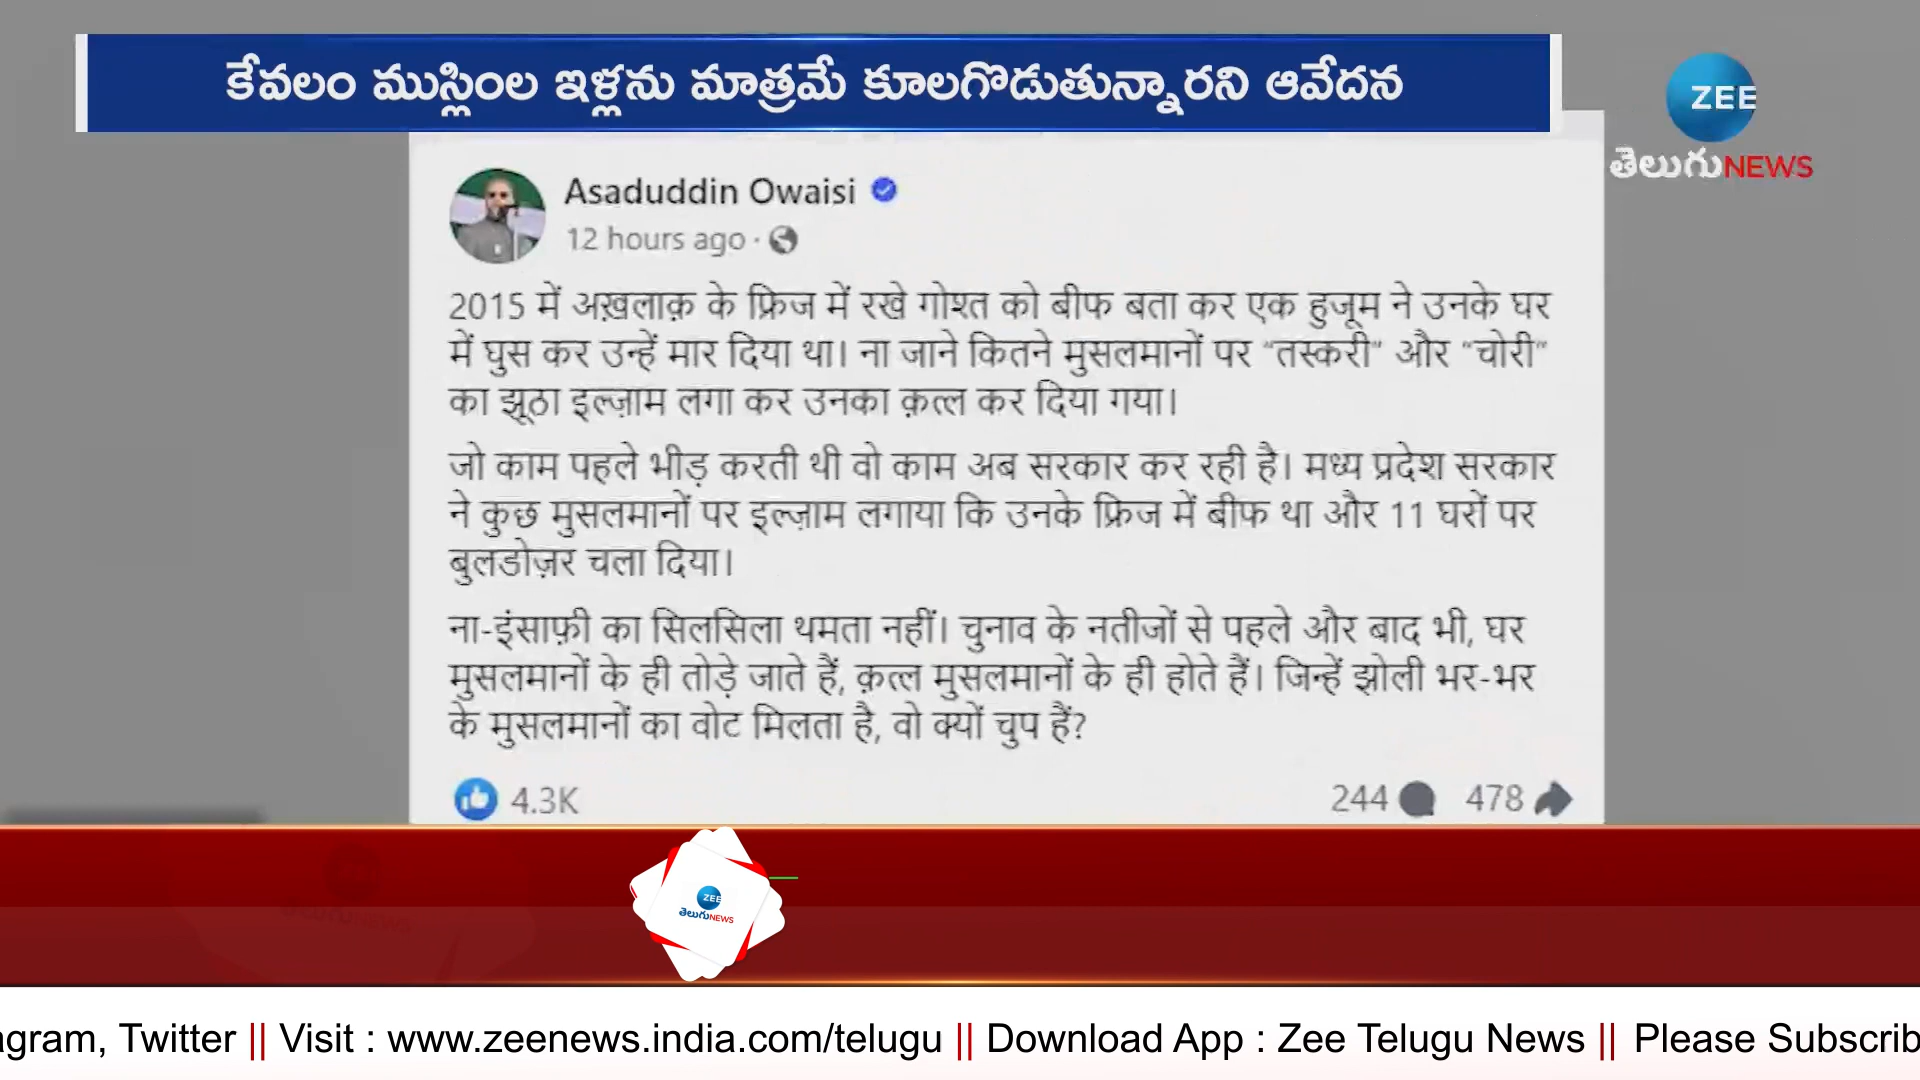 కేవలం ముస్లింల ఇళ్లను మాత్రమే కూలగొడుతున్నారని ఆవేదన
ZEE
తెలుగు NEWS
Asaduddin Owaisi
12 hours ago ·
2015 में अख़लाक़ के फ्रिज में रखे गोश्त को बीफ बता कर एक हुजूम ने उनके घर
में घुस कर उन्हें मार दिया था। ना जाने कितने मुसलमानों पर “तस्करी” और “चोरी”
का झूठा इल्ज़ाम लगा कर उनका क़त्ल कर दिया गया।
जो काम पहले भीड़ करती थी वो काम अब सरकार कर रही है। मध्य प्रदेश सरकार
ने कुछ मुसलमानों पर इल्ज़ाम लगाया कि उनके फ्रिज में बीफ था और 11 घरों पर
बुलडोज़र चला दिया।
ना-इंसाफ़ी का सिलसिला थमता नहीं। चुनाव के नतीजों से पहले और बाद भी, घर
मुसलमानों के ही तोड़े जाते हैं, क़त्ल मुसलमानों के ही होते हैं। जिन्हें झोली भर-भर
के मुसलमानों का वोट मिलता है, वो क्यों चुप हैं?
4.3K 244 478
ZEE
తెలుగు NEWS
agram, Twitter || Visit : www.zeenews.india.com/telugu || Download App : Zee Telugu News || Please Subscrib